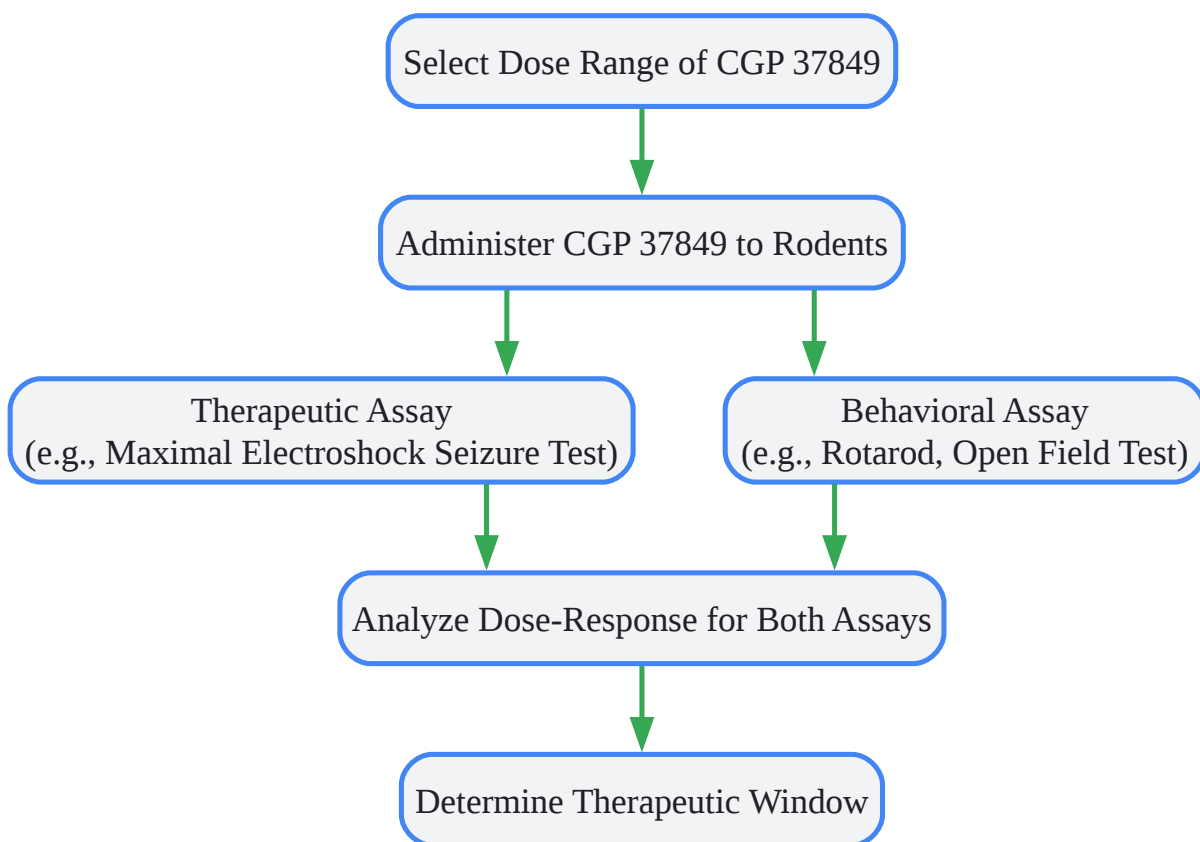 Select Dose Range of CGP 37849
Administer CGP 37849 to Rodents
Therapeutic Assay
(e.g., Maximal Electroshock Seizure Test)
Behavioral Assay
(e.g., Rotarod, Open Field Test)
Analyze Dose-Response for Both Assays
Determine Therapeutic Window